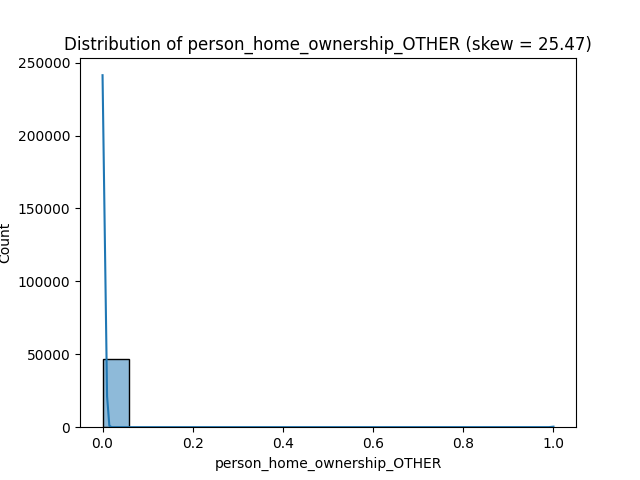 Distribution of person_home_ownership_OTHER (skew = 25.47)
250000
200000
150000
100000
50000
0
Count
0.0 0.2 0.4 0.6 0.8 1.0
person_home_ownership_OTHER